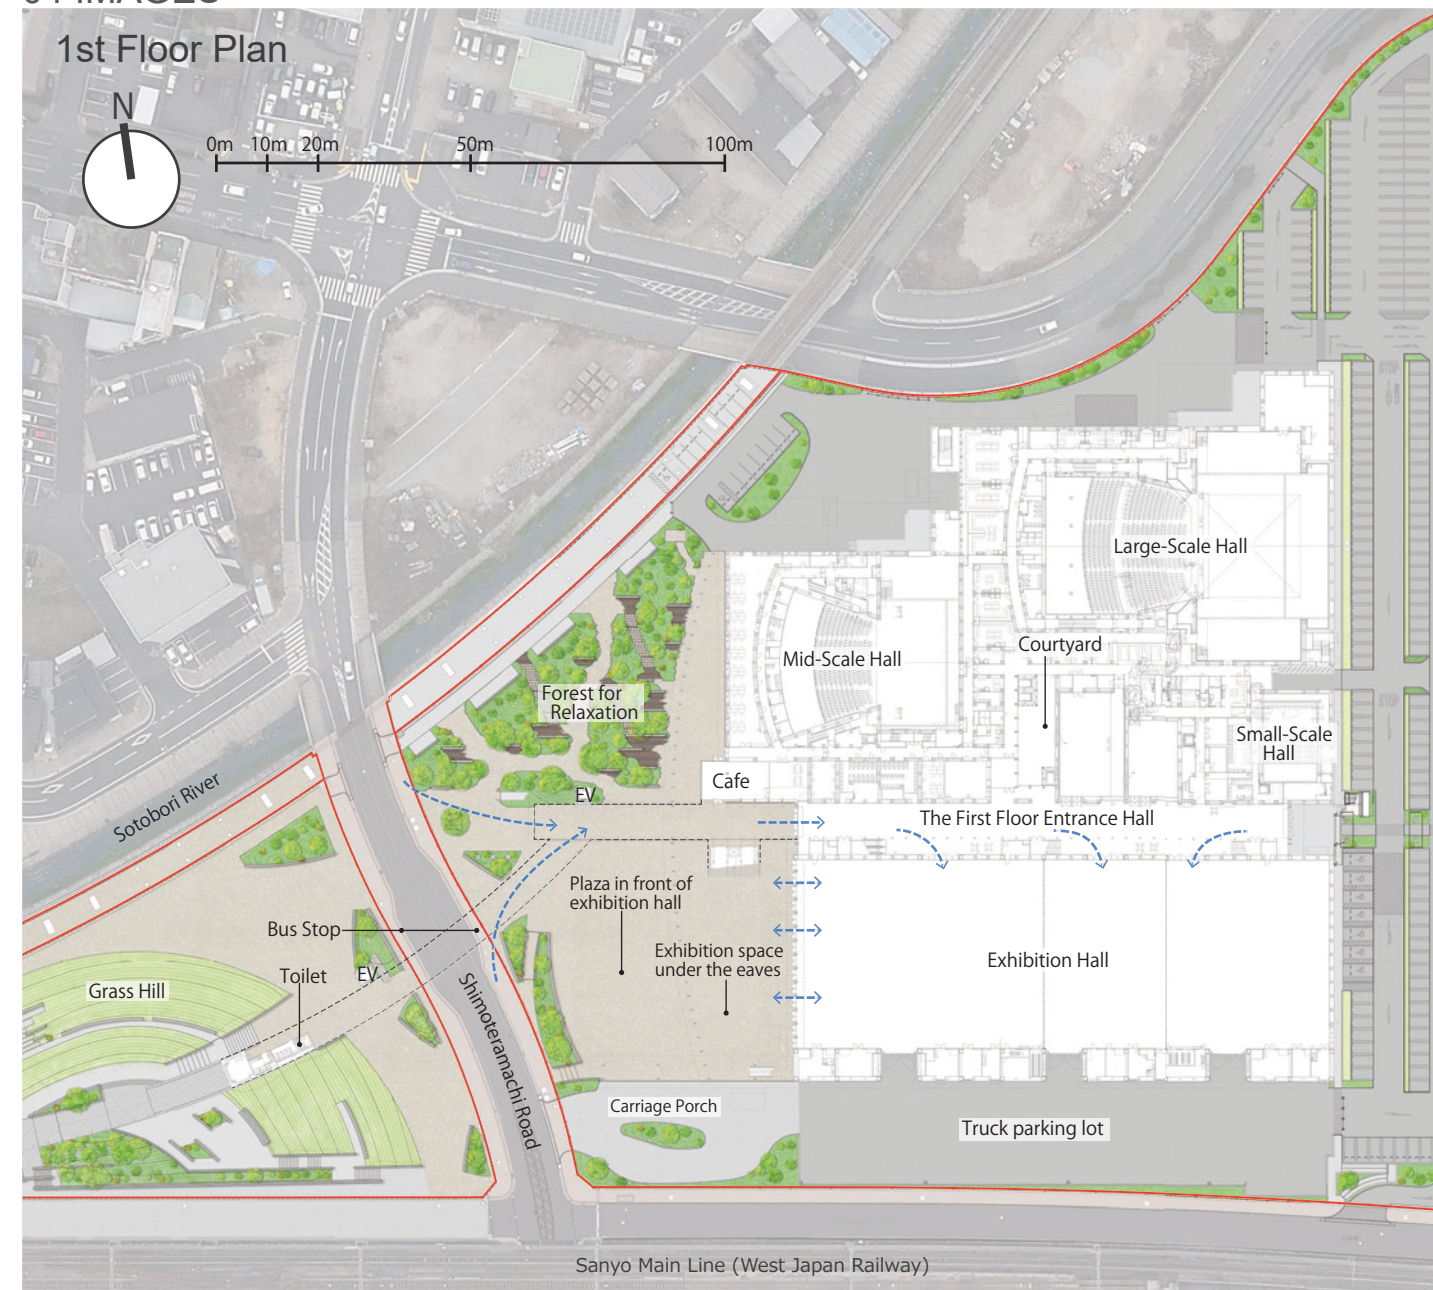 1st Floor Plan
N
0m 10m 20m 50m 100m
Large-Scale Hall
Courtyard
Mid-Scale Hall
Forest for
Relaxation
Small-Scale
Hall
Cafe
EV
Sotobori River
The First Floor Entrance Hall
Plaza in front of
exhibition hall
Bus Stop
Exhibition space
under the eaves
Exhibition Hall
Toilet
EV
Grass Hill
Shimoteramachi Road
Carriage Porch
Truck parking lot
Sanyo Main Line (West Japan Railway)
STOP
STOP